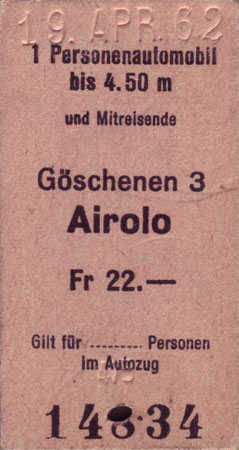 19. APR. 62
1 Personenautomobil
bis 4.50 m
und Mitreisende
Göschenen 3
Airolo
Fr 22.—
Gilt für ......... Personen
im Autozug
14834